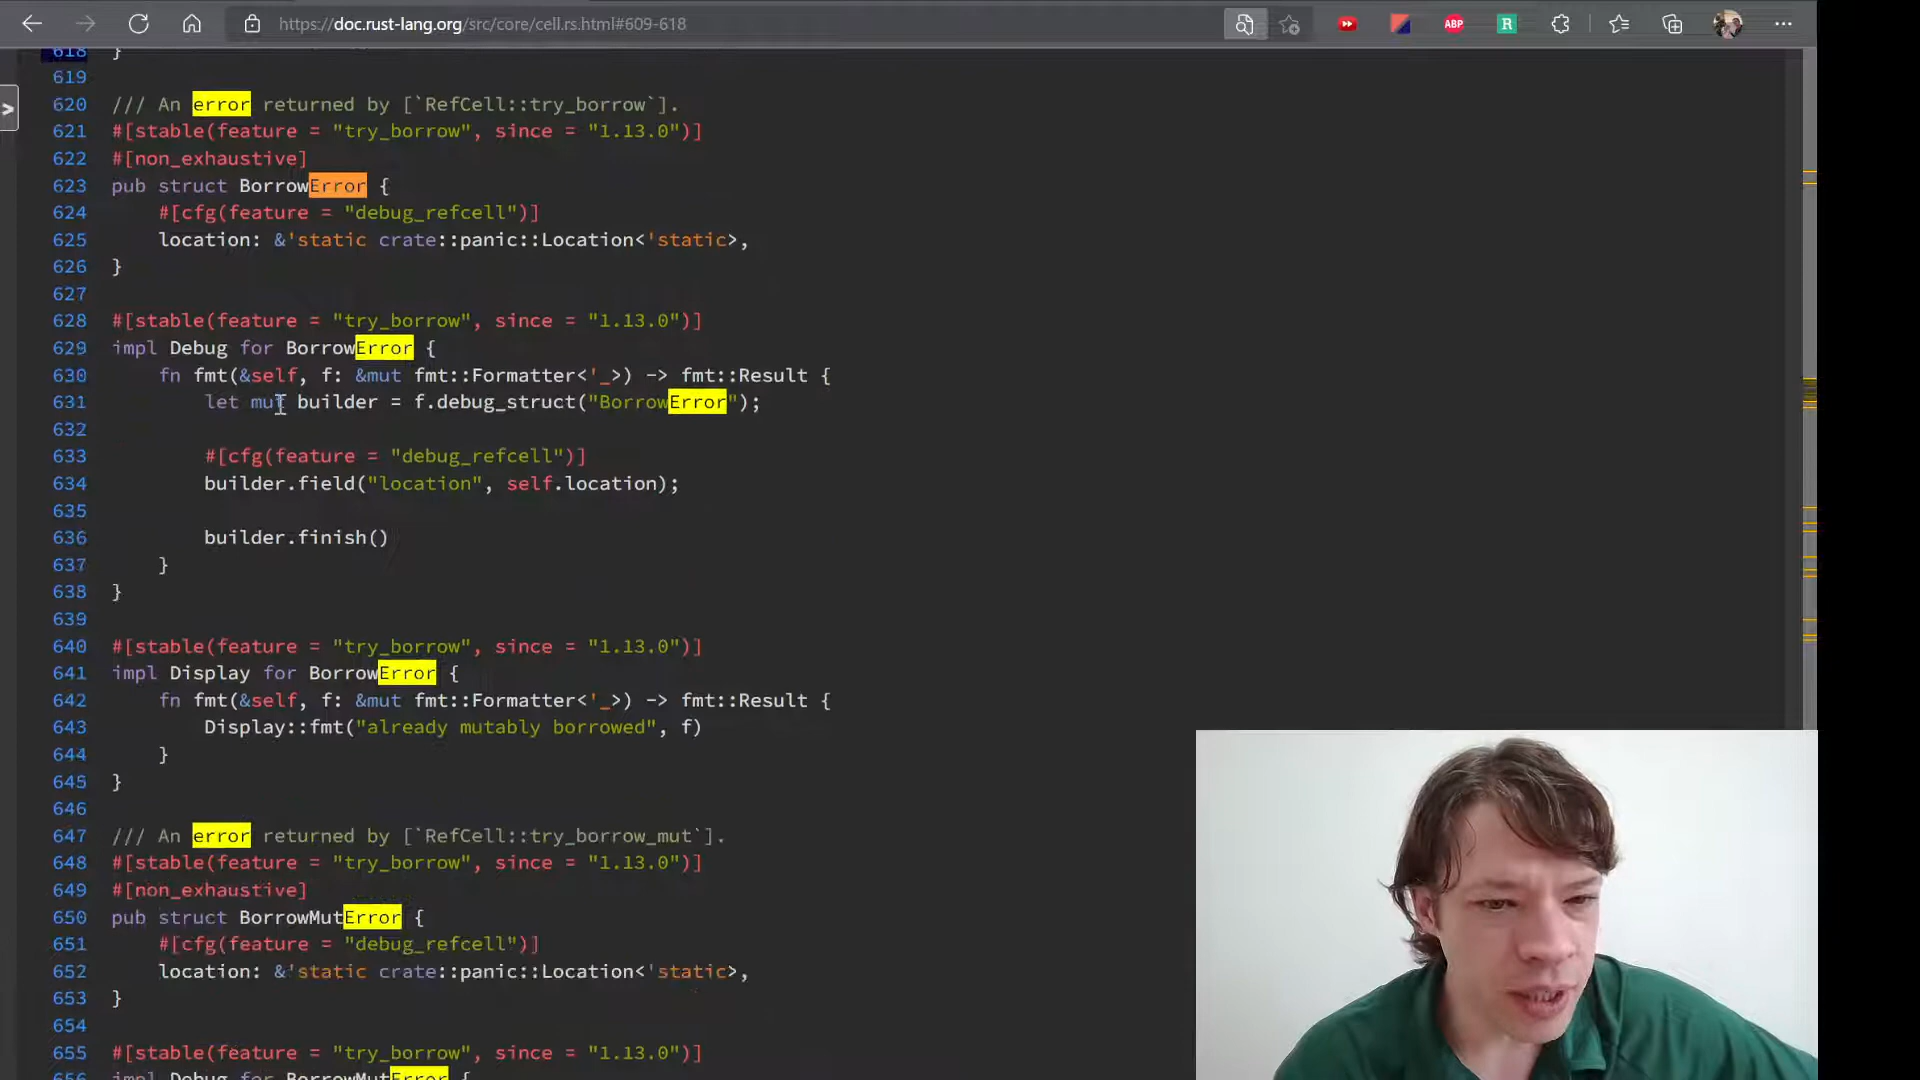 https://doc.rust-lang.org/src/core/cell.rs.html#609-618
ABP
R
>
618 }
619
620 /// An error returned by [`RefCell::try_borrow`].
621 #[stable(feature = "try_borrow", since = "1.13.0")]
622 #[non_exhaustive]
623 pub struct BorrowError {
624     #[cfg(feature = "debug_refcell")]
625     location: &'static crate::panic::Location<'static>,
626 }
627
628 #[stable(feature = "try_borrow", since = "1.13.0")]
629 impl Debug for BorrowError {
630     fn fmt(&self, f: &mut fmt::Formatter<'_>) -> fmt::Result {
631         let mut builder = f.debug_struct("BorrowError");
632
633         #[cfg(feature = "debug_refcell")]
634         builder.field("location", self.location);
635
636         builder.finish()
637     }
638 }
639
640 #[stable(feature = "try_borrow", since = "1.13.0")]
641 impl Display for BorrowError {
642     fn fmt(&self, f: &mut fmt::Formatter<'_>) -> fmt::Result {
643         Display::fmt("already mutably borrowed", f)
644     }
645 }
646
647 /// An error returned by [`RefCell::try_borrow_mut`].
648 #[stable(feature = "try_borrow", since = "1.13.0")]
649 #[non_exhaustive]
650 pub struct BorrowMutError {
651     #[cfg(feature = "debug_refcell")]
652     location: &'static crate::panic::Location<'static>,
653 }
654
655 #[stable(feature = "try_borrow", since = "1.13.0")]
656 impl Debug for BorrowMutError {